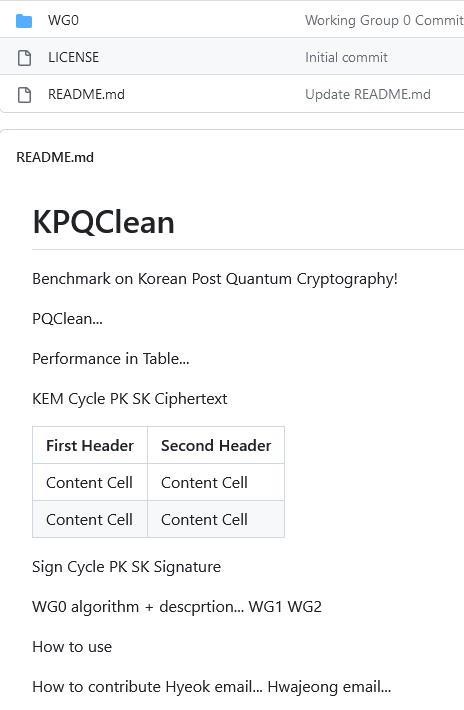 WG0 Working Group 0 Commit
LICENSE Initial commit
README.md Update README.md
README.md
KPQClean
Benchmark on Korean Post Quantum Cryptography!
PQClean...
Performance in Table...
KEM Cycle PK SK Ciphertext
First Header Second Header
Content Cell Content Cell
Content Cell Content Cell
Sign Cycle PK SK Signature
WG0 algorithm + descprtion... WG1 WG2
How to use
How to contribute Hyeok email... Hwajeong email...